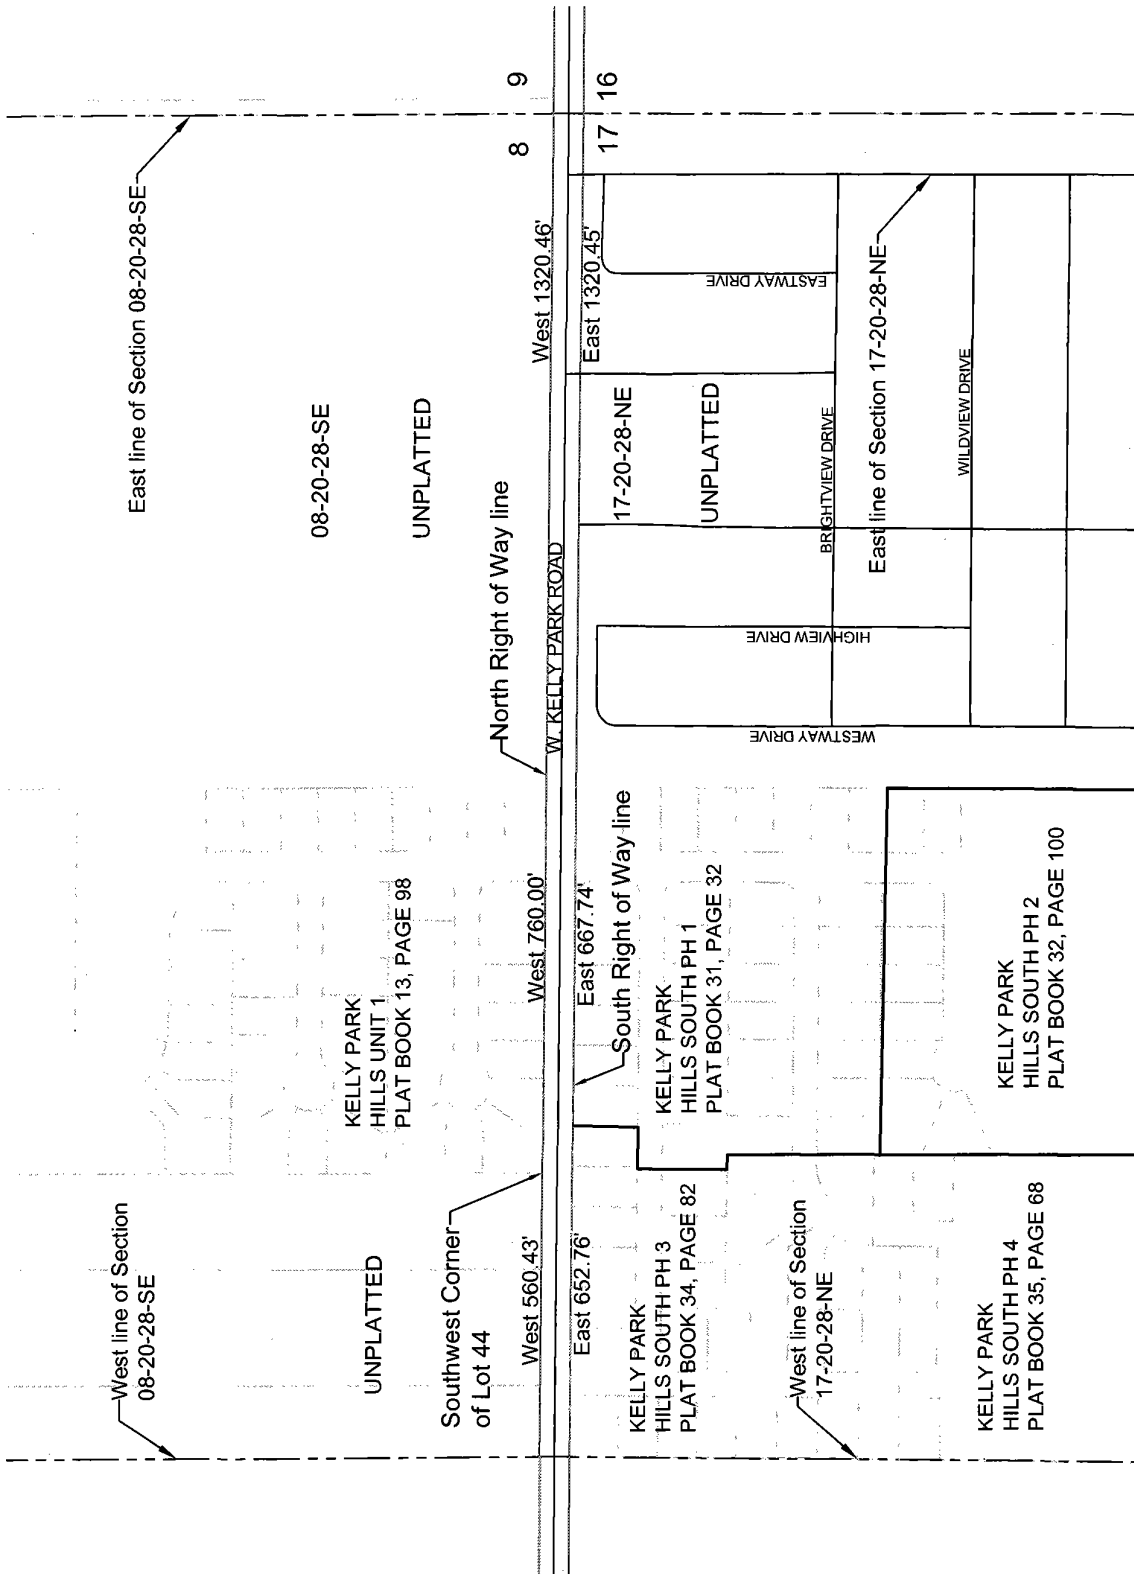 West line of Section
08-20-28-SE
East line of Section 08-20-28-SE
08-20-28-SE
UNPLATTED
UNPLATTED
KELLY PARK
HILLS UNIT 1
PLAT BOOK 13, PAGE 98
Southwest Corner
of Lot 44
North Right of Way line
8
9
West 560.43'
West 760.00'
West 1320.46'
W. KELLY PARK ROAD
East 652.76'
East 667.74'
East 1320.45'
17
16
South Right of Way line
KELLY PARK
HILLS SOUTH PH 3
PLAT BOOK 34, PAGE 82
KELLY PARK
HILLS SOUTH PH 1
PLAT BOOK 31, PAGE 32
17-20-28-NE
UNPLATTED
WESTWAY DRIVE
HIGHVIEW DRIVE
EASTWAY DRIVE
BRIGHTVIEW DRIVE
West line of Section
17-20-28-NE
East line of Section 17-20-28-NE
WILDVIEW DRIVE
KELLY PARK
HILLS SOUTH PH 4
PLAT BOOK 35, PAGE 68
KELLY PARK
HILLS SOUTH PH 2
PLAT BOOK 32, PAGE 100